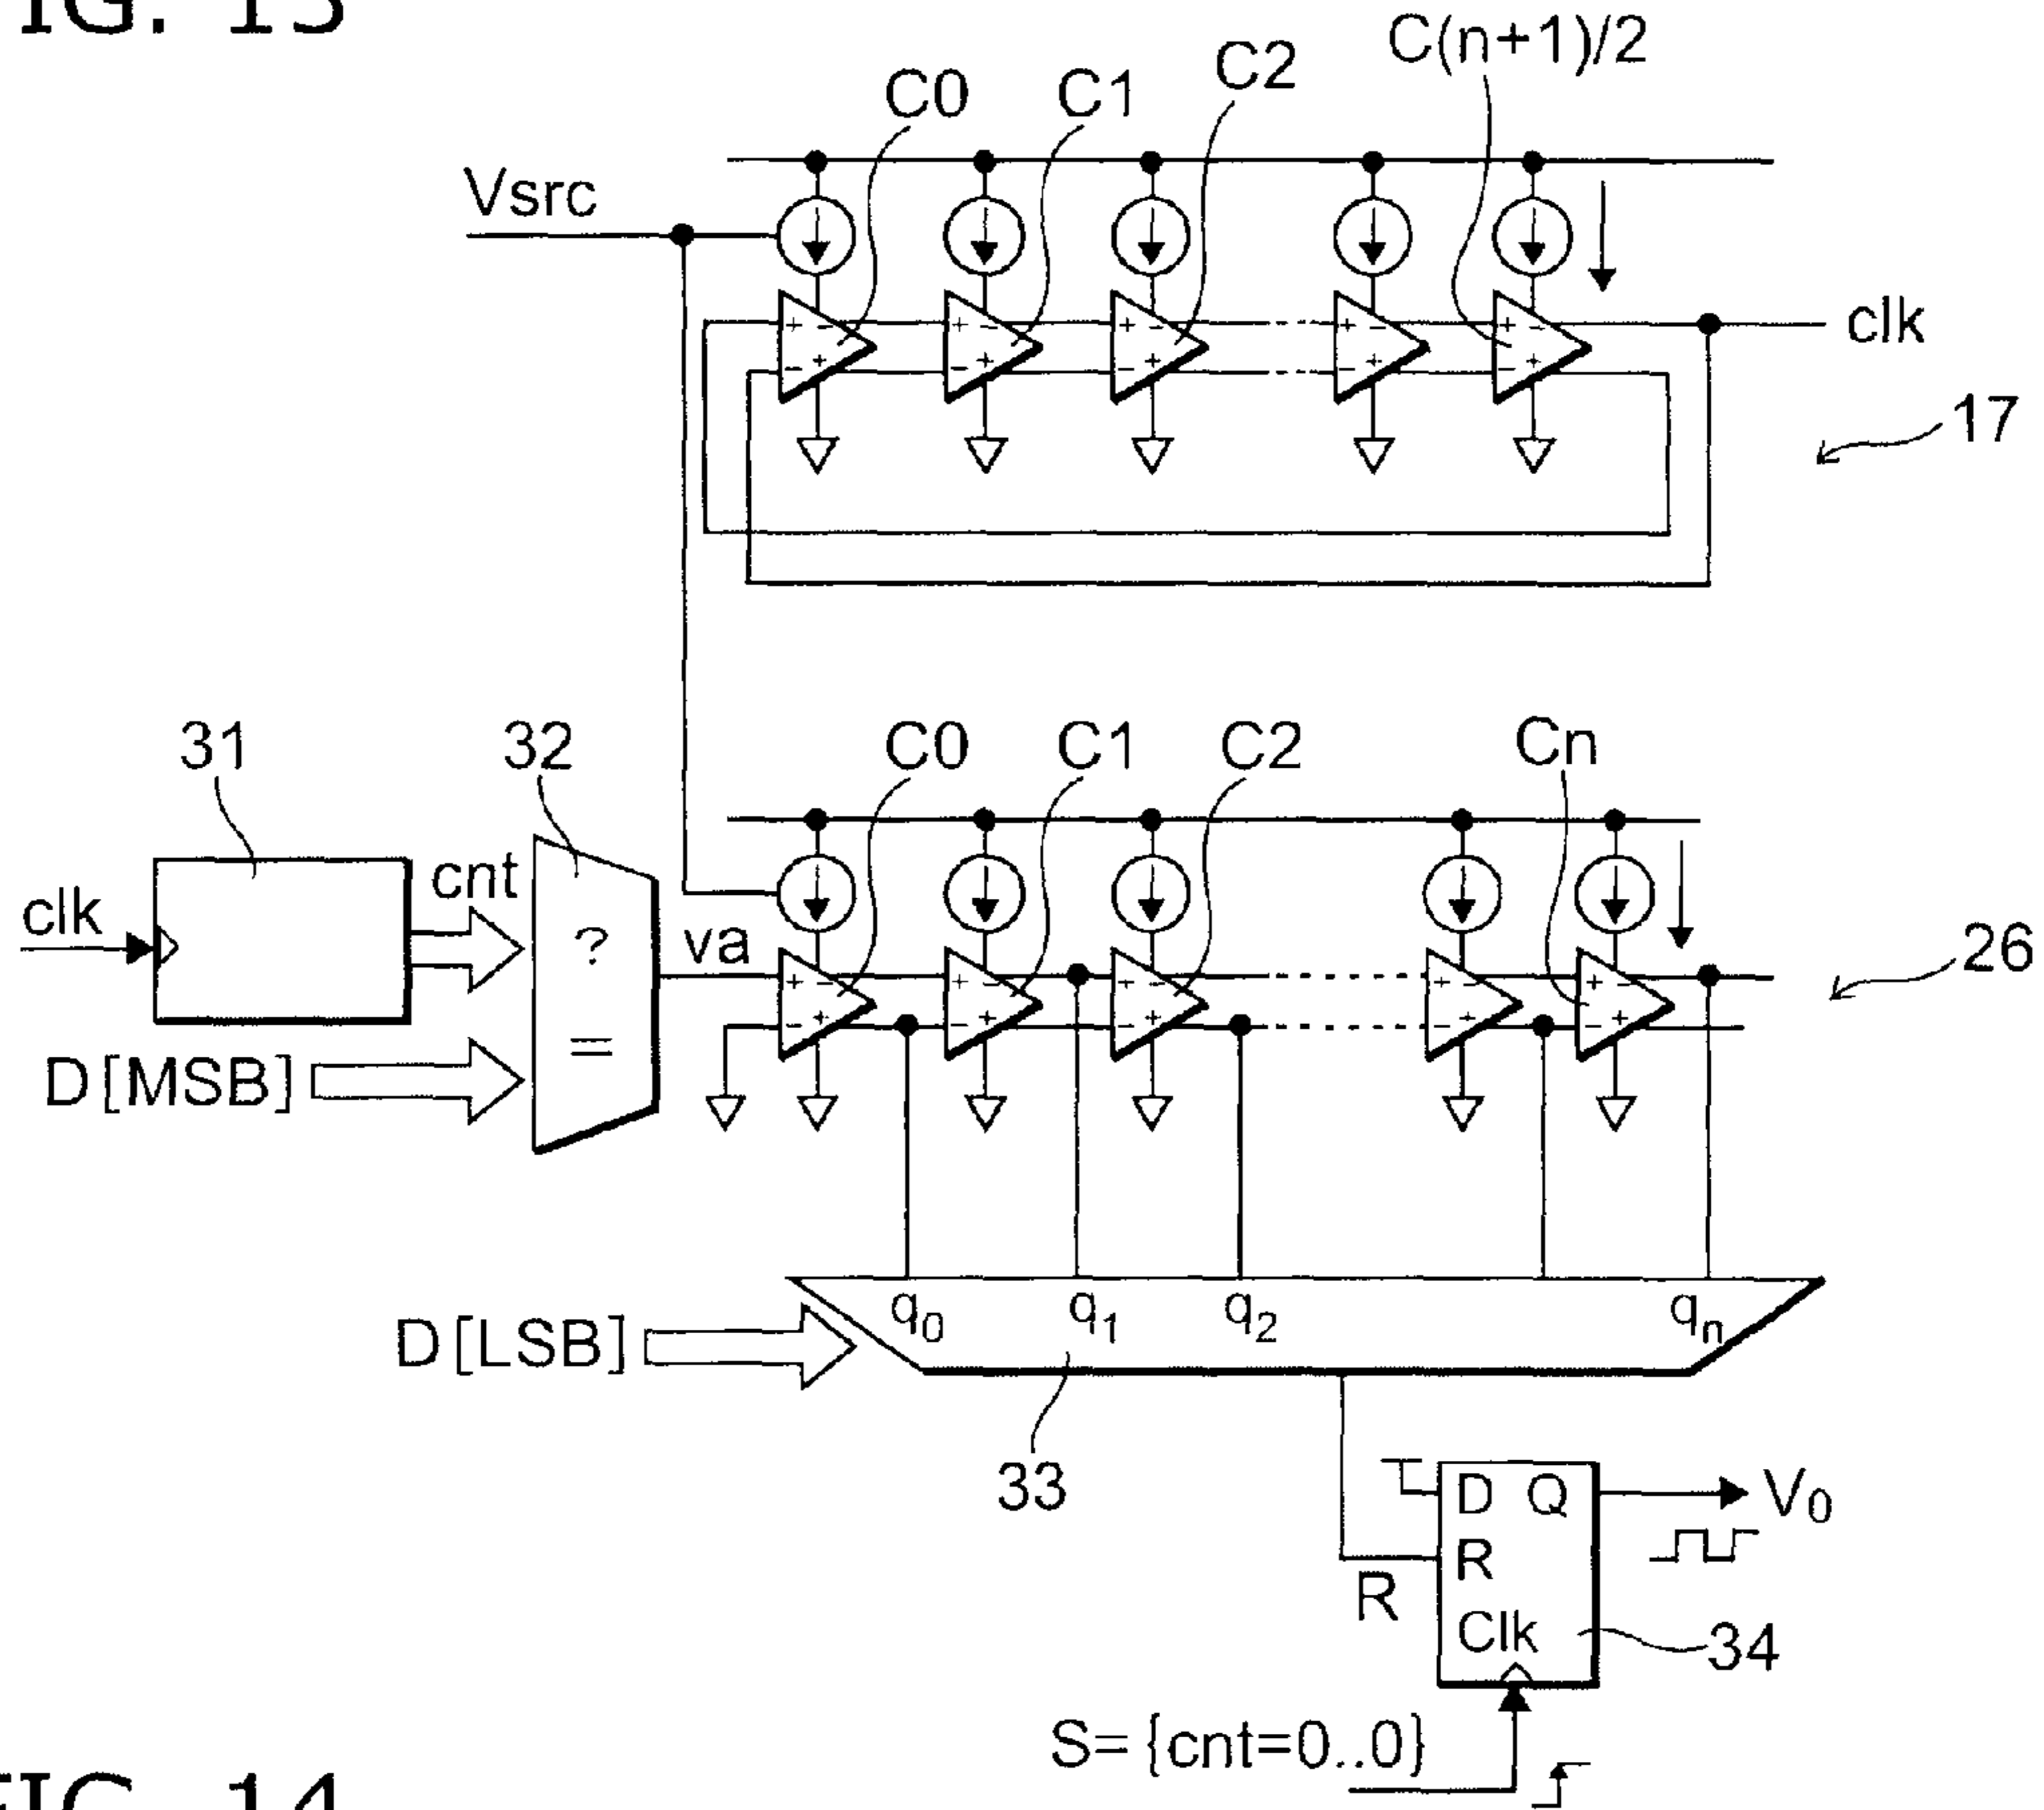 FIG. 13
C0
C1
C2
C(n+1)/2
Vsrc
+ − + −
+ − + −
+ − + −
+ − + −
+ − + −
clk
17
31
32
C0
C1
C2
Cn
clk
cnt
?
=
va
+ − + −
+ − + −
+ − + −
+ − + −
+ − + −
26
D[MSB]
D[LSB]
q0
q1
q2
qn
33
D Q
V0
R
R
Clk
34
S={cnt=0..0}
FIG. 14